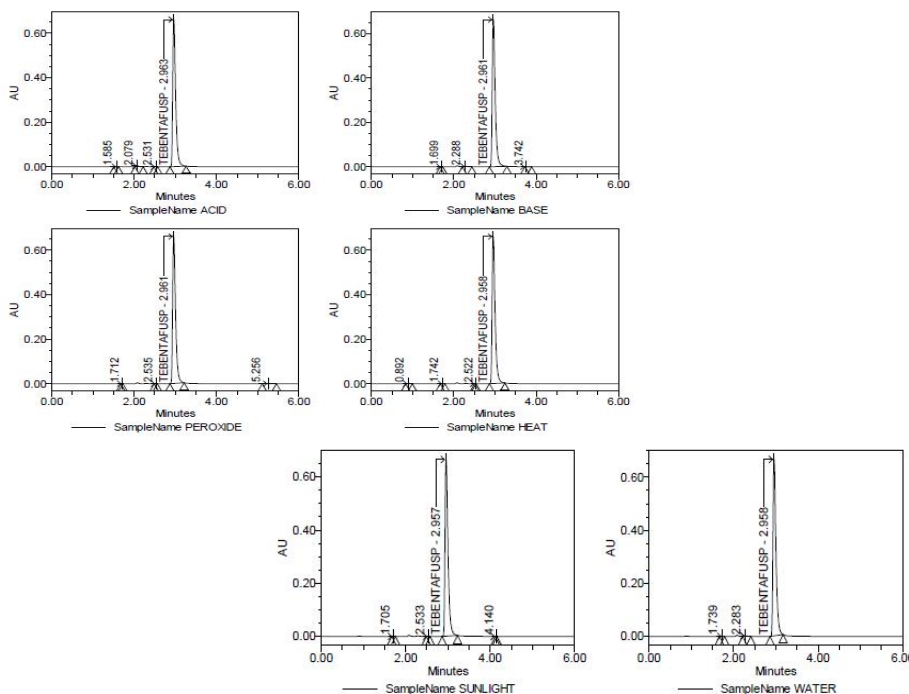 AU
0.60
0.40
0.20
0.00
1.585
2.079
2.531
TEBENTAFUSP - 2.963
0.00 2.00 4.00 6.00
Minutes
SampleName ACID
AU
0.60
0.40
0.20
0.00
1.699
2.288
TEBENTAFUSP - 2.961
3.742
0.00 2.00 4.00 6.00
Minutes
SampleName BASE
AU
0.60
0.40
0.20
0.00
1.712
2.535
TEBENTAFUSP - 2.961
5.256
0.00 2.00 4.00 6.00
Minutes
SampleName PEROXIDE
AU
0.60
0.40
0.20
0.00
0.892
1.742
2.522
TEBENTAFUSP - 2.958
0.00 2.00 4.00 6.00
Minutes
SampleName HEAT
AU
0.60
0.40
0.20
0.00
1.705
2.533
TEBENTAFUSP - 2.957
4.140
0.00 2.00 4.00 6.00
Minutes
SampleName SUNLIGHT
AU
0.60
0.40
0.20
0.00
1.739
2.283
TEBENTAFUSP - 2.958
0.00 2.00 4.00 6.00
Minutes
SampleName WATER